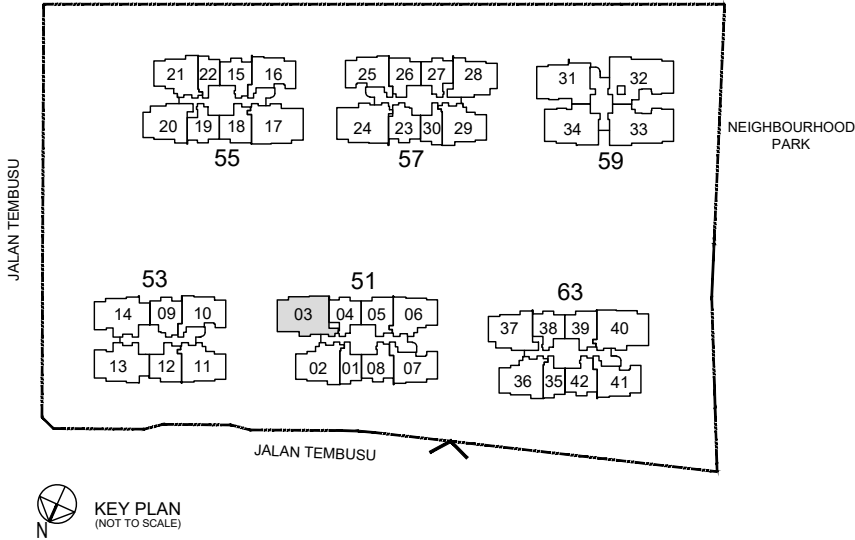 21 22 15 16
20 19 18 17
55
25 26 27 28
24 23 30 29
57
31 32
34 33
59
NEIGHBOURHOOD
PARK
JALAN TEMBUSU
53
14 09 10
13 12 11
51
03 04 05 06
02 01 08 07
63
37 38 39 40
36 35 42 41
JALAN TEMBUSU
N
KEY PLAN
(NOT TO SCALE)